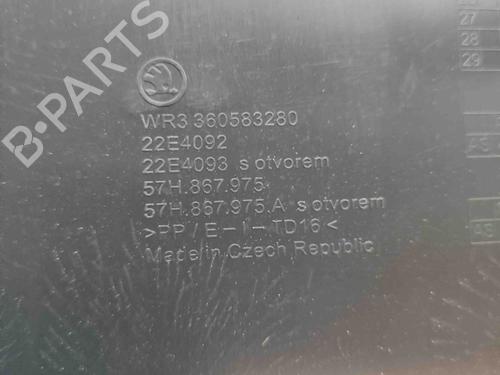 27
28
29
WR3 360583280
22E4092
22E4093 s otvorem
57H.867.975
57H.867.975.A s otvorem
>PP/E-I-TD16<
Made in Czech Republic
B-PARTS